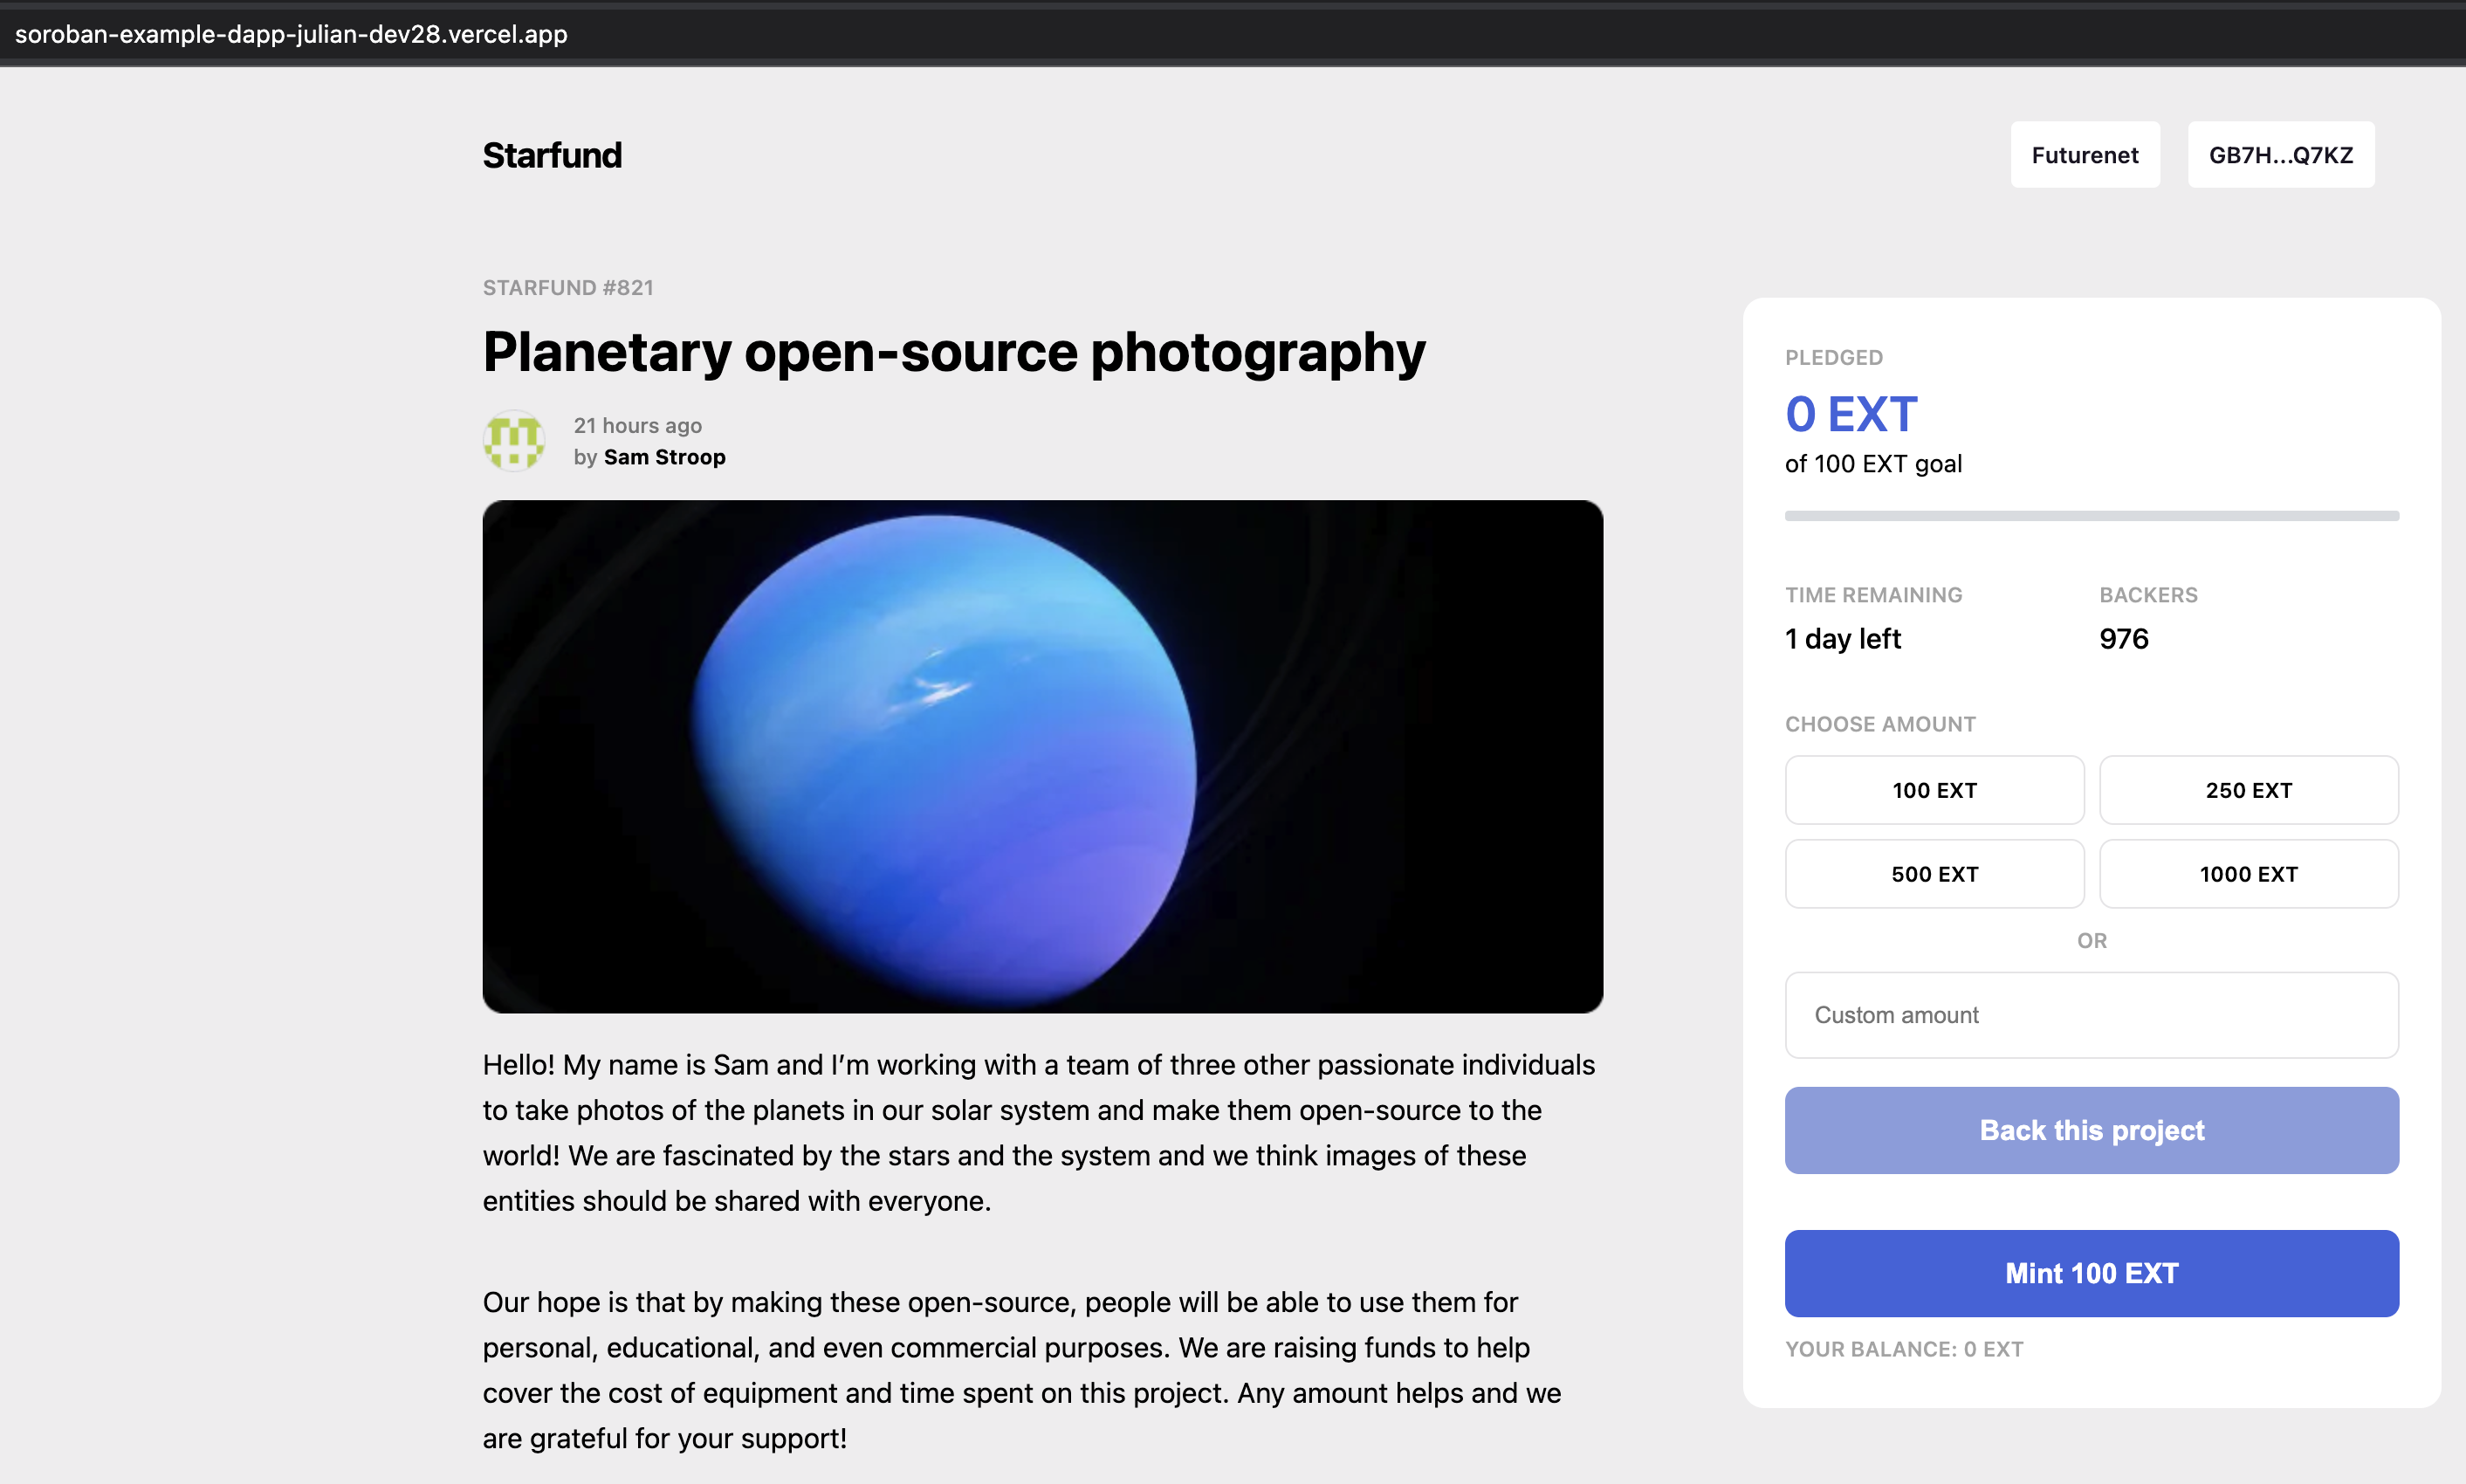 soroban-example-dapp-julian-dev28.vercel.app
Starfund
Futurenet
GB7H...Q7KZ
STARFUND #821
Planetary open-source photography
21 hours ago
by Sam Stroop
Hello! My name is Sam and I’m working with a team of three other passionate individuals
to take photos of the planets in our solar system and make them open-source to the
world! We are fascinated by the stars and the system and we think images of these
entities should be shared with everyone.
Our hope is that by making these open-source, people will be able to use them for
personal, educational, and even commercial purposes. We are raising funds to help
cover the cost of equipment and time spent on this project. Any amount helps and we
are grateful for your support!
PLEDGED
0 EXT
of 100 EXT goal
TIME REMAINING
1 day left
BACKERS
976
CHOOSE AMOUNT
100 EXT
250 EXT
500 EXT
1000 EXT
OR
Custom amount
Back this project
Mint 100 EXT
YOUR BALANCE: 0 EXT